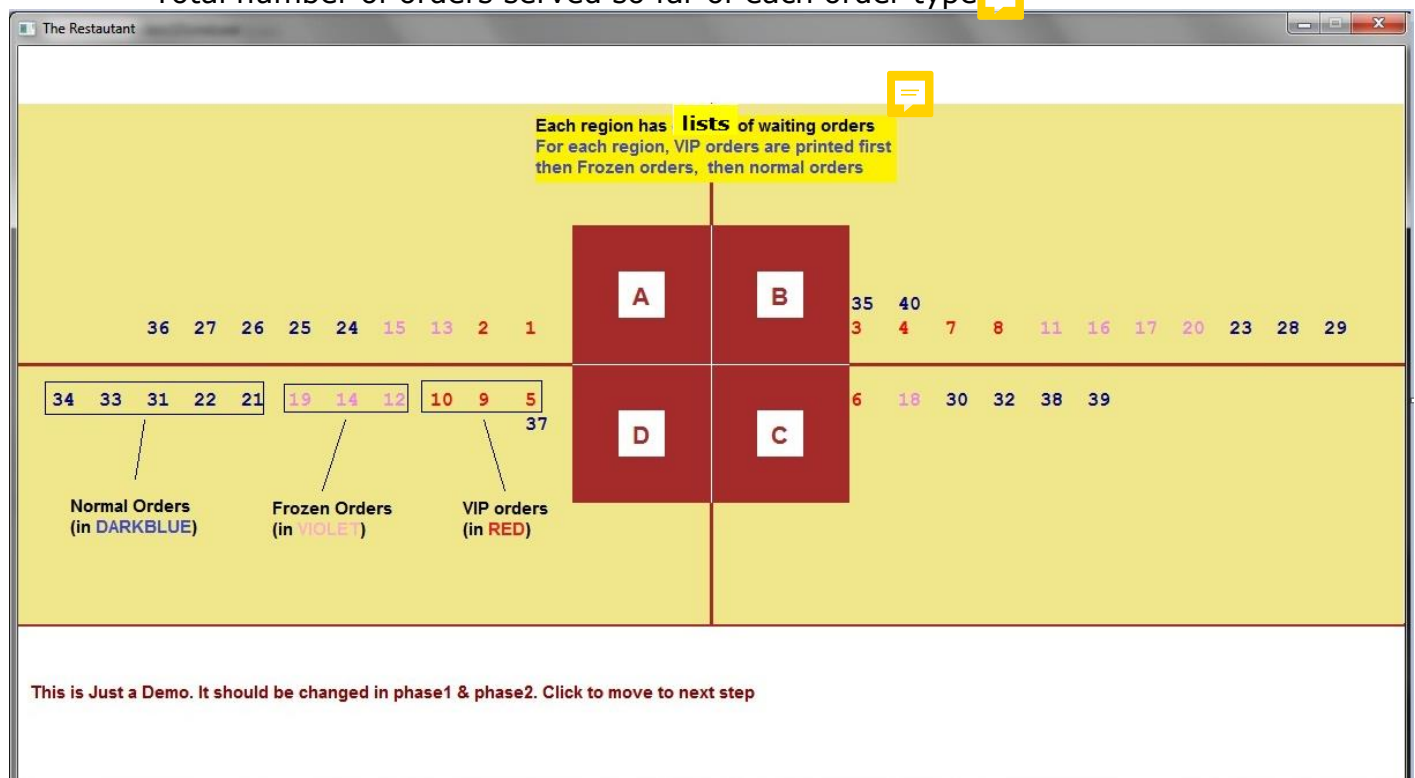 Total number of orders served so far of each order type
The Restautant
Each region has lists of waiting orders
For each region, VIP orders are printed first
then Frozen orders, then normal orders
A
B
35 40
36 27 26 25 24 15 13 2 1
3 4 7 8 11 16 17 20 23 28 29
34 33 31 22 21 19 14 12 10 9 5
37
6 18 30 32 38 39
D
C
Normal Orders
(in DARKBLUE)
Frozen Orders
(in VIOLET)
VIP orders
(in RED)
This is Just a Demo. It should be changed in phase1 & phase2. Click to move to next step